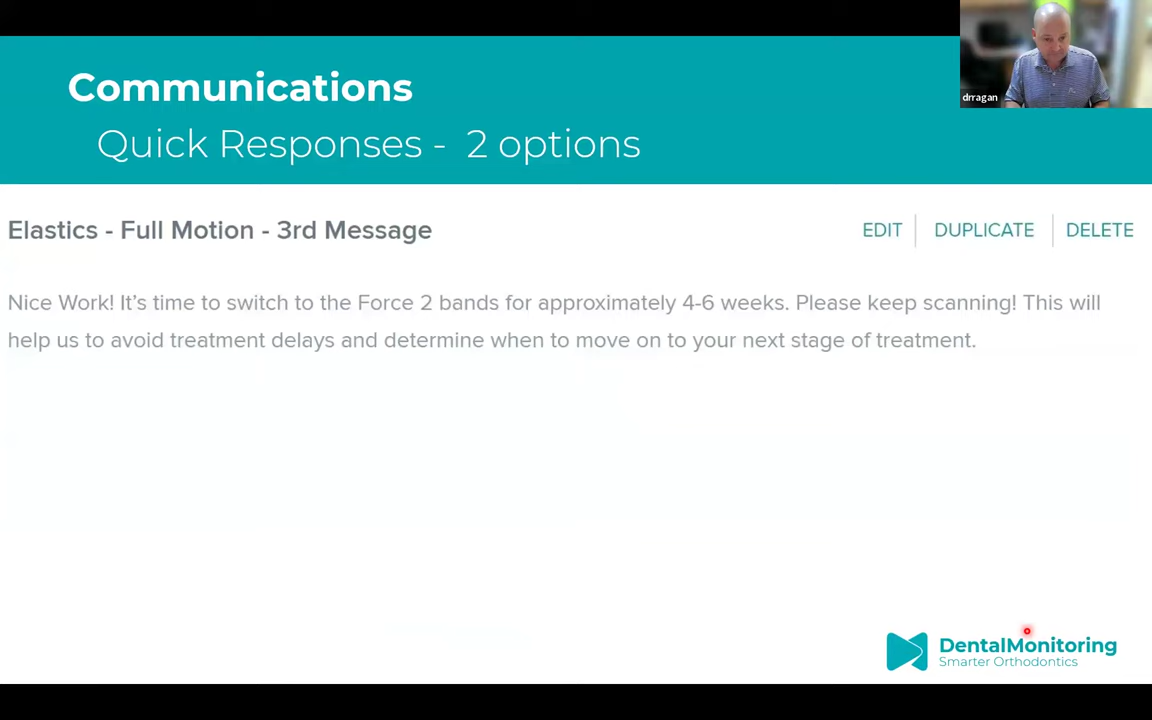 Communications
Quick Responses - 2 options
drragan
Elastics - Full Motion - 3rd Message
EDIT
DUPLICATE
DELETE
Nice Work! It's time to switch to the Force 2 bands for approximately 4-6 weeks. Please keep scanning! This will
help us to avoid treatment delays and determine when to move on to your next stage of treatment.
DentalMonitoring
Smarter Orthodontics